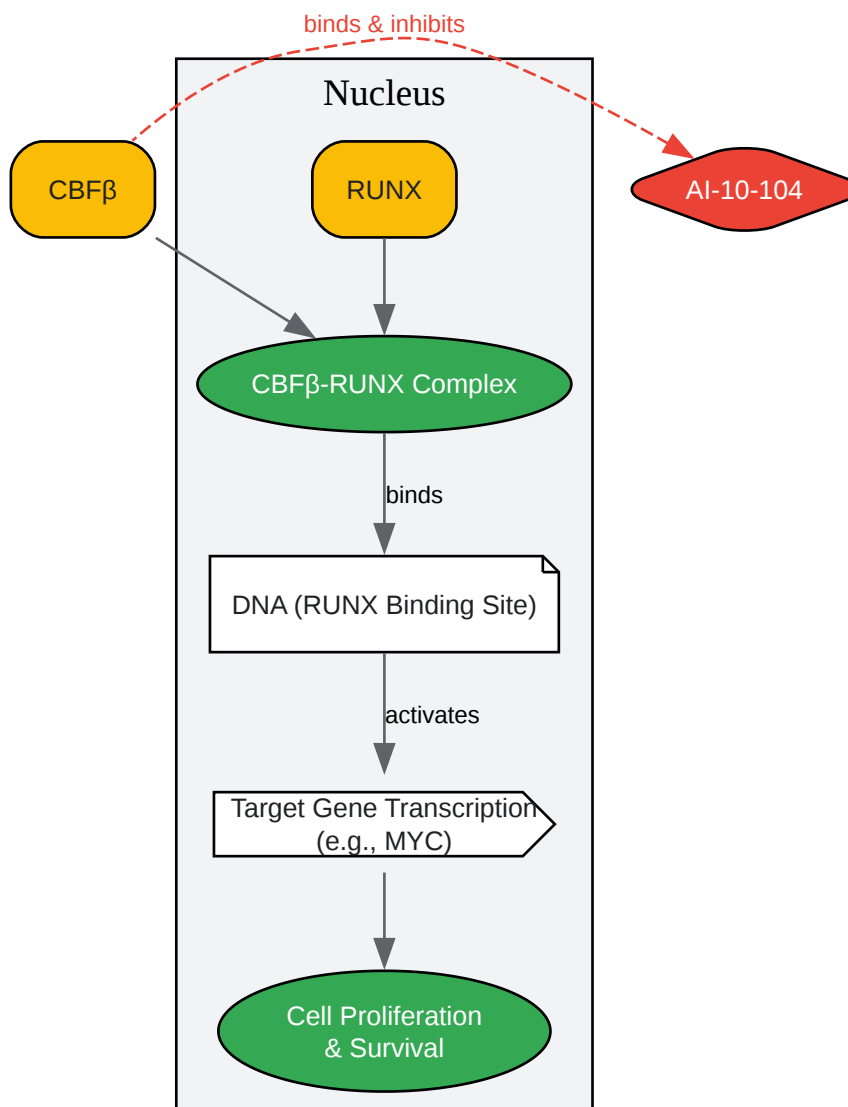 binds & inhibits
Nucleus
CBFβ
RUNX
AI-10-104
CBFβ-RUNX Complex
binds
DNA (RUNX Binding Site)
activates
Target Gene Transcription
(e.g., MYC)
Cell Proliferation
& Survival